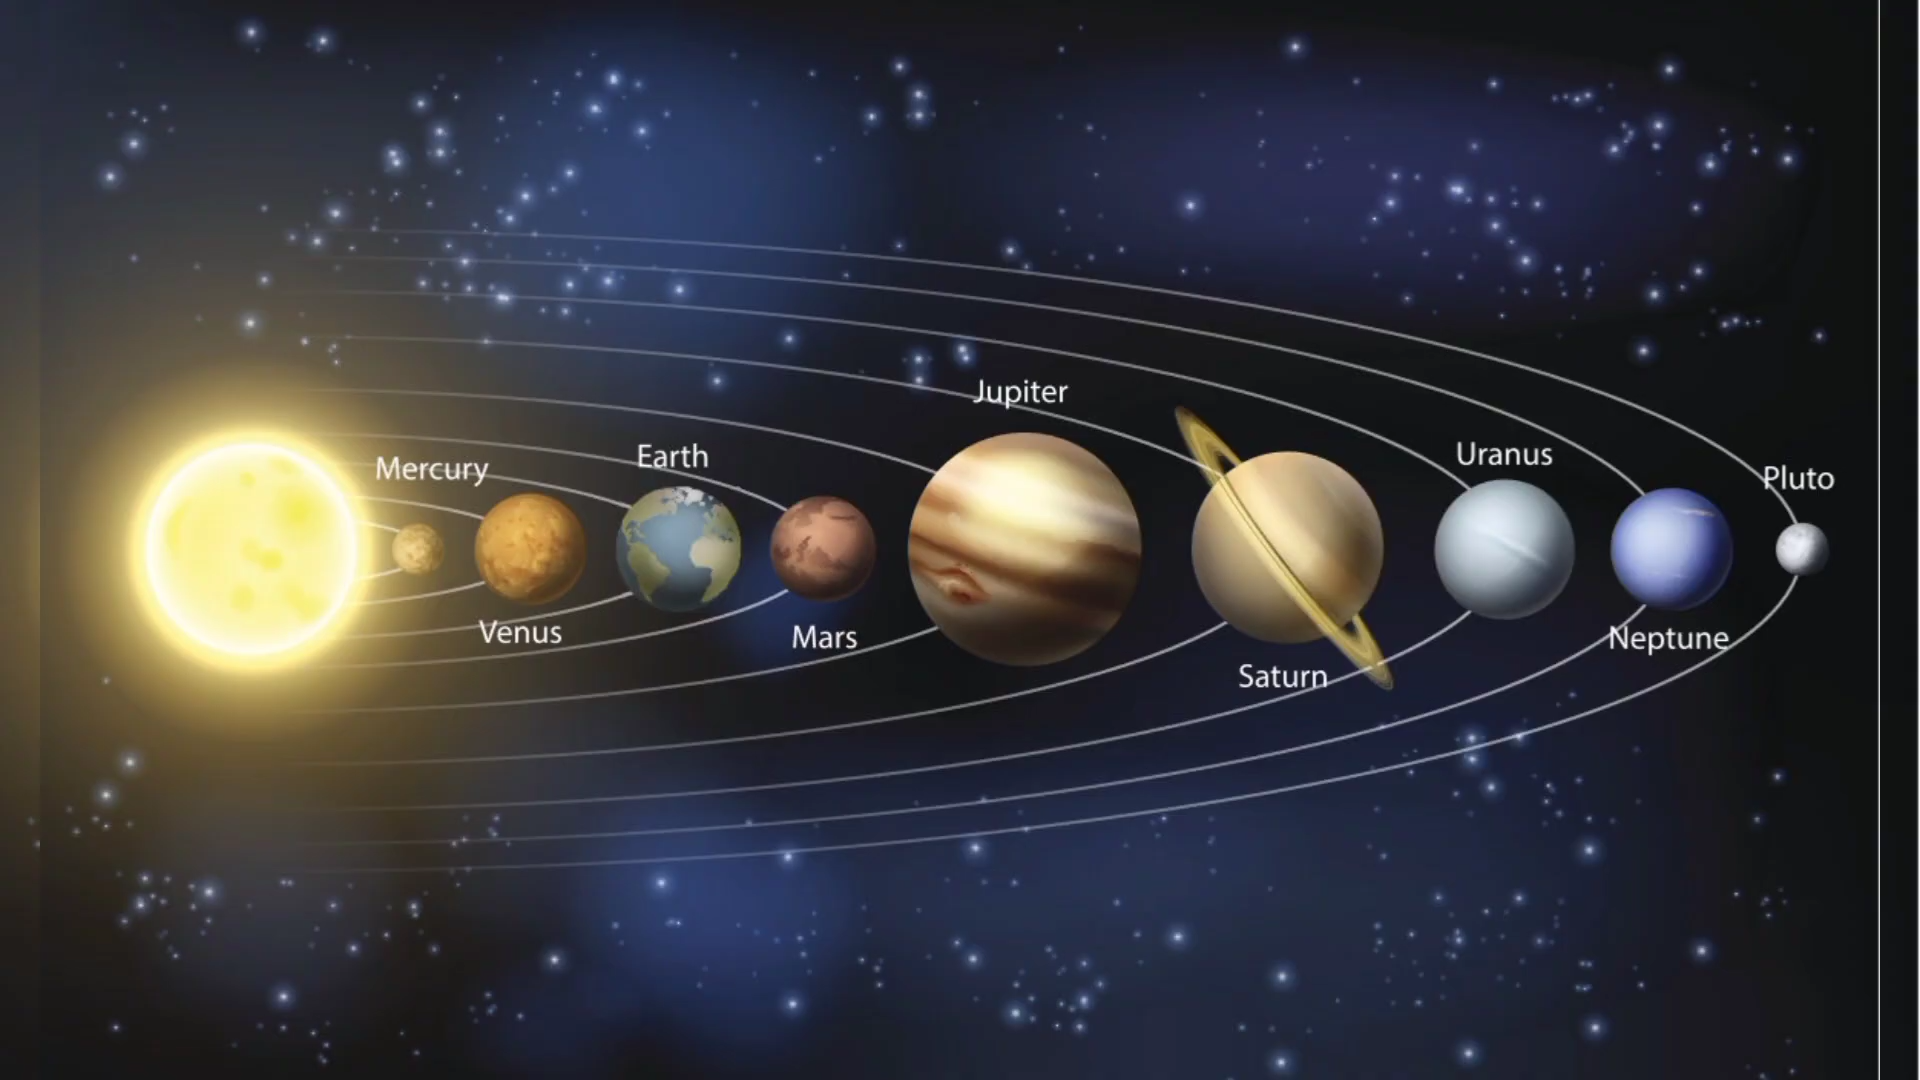 Mercury
Venus
Earth
Mars
Jupiter
Saturn
Uranus
Neptune
Pluto